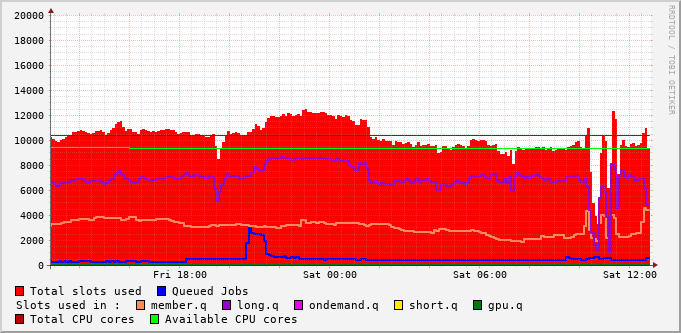 RRDTOOL / TOBI OETIKER
20000
18000
16000
14000
12000
10000
8000
6000
4000
2000
0
Fri 18:00 Sat 00:00 Sat 06:00 Sat 12:00
Total slots used Queued Jobs
Slots used in : member.q long.q ondemand.q short.q gpu.q
Total CPU cores Available CPU cores